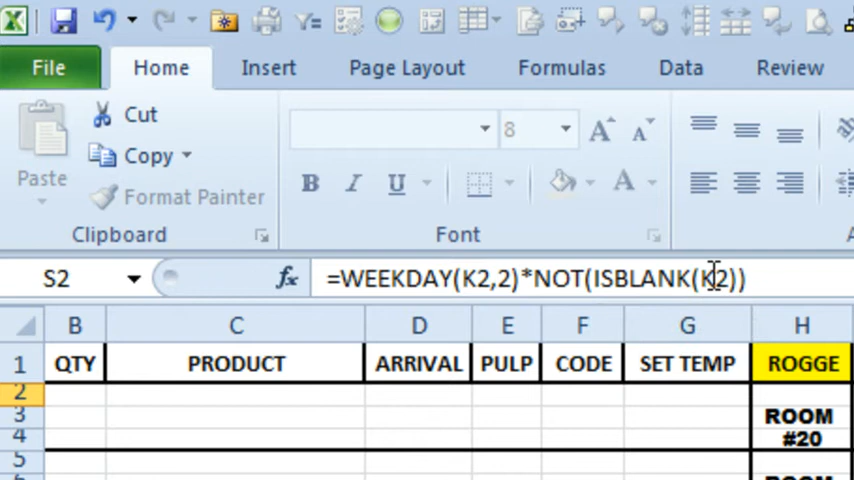 File Home Insert Page Layout Formulas Data Review
Cut
Copy
Paste
Format Painter
8
A A
B I U A
Clipboard Font
S2 fx =WEEKDAY(K2,2)*NOT(ISBLANK(K2))
B C D E F G H
1 QTY PRODUCT ARRIVAL PULP CODE SET TEMP ROGGE
2
3 ROOM
4 #20
5